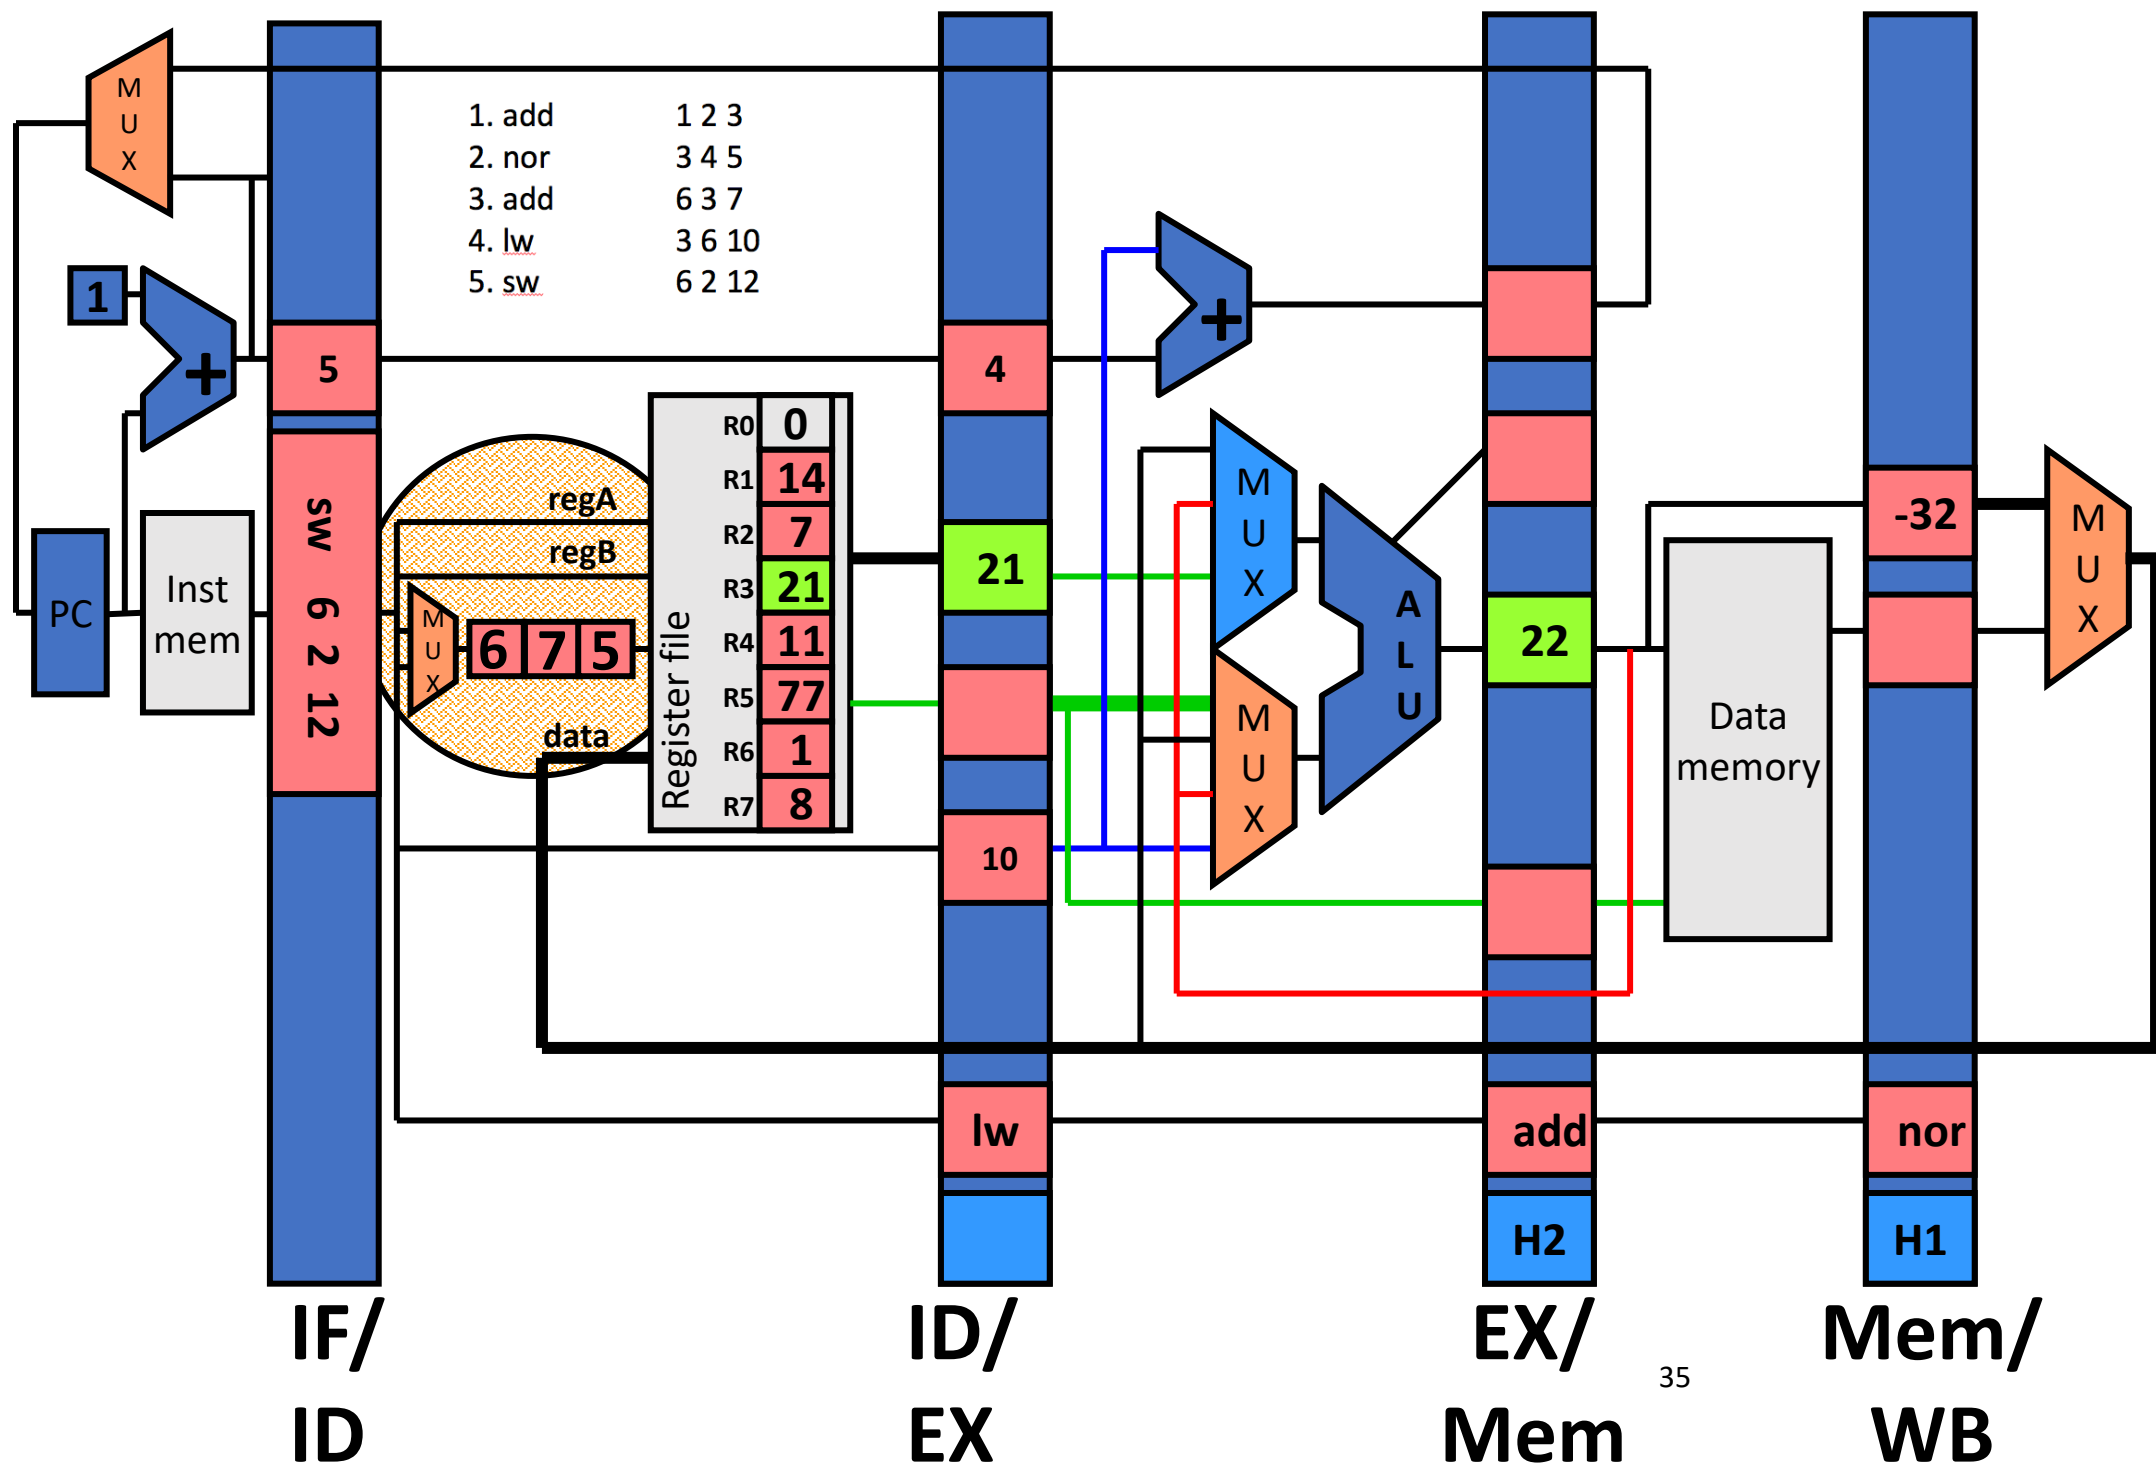 M
U
X
1. add 1 2 3
2. nor 3 4 5
3. add 6 3 7
4. lw 3 6 10
5. sw 6 2 12
1
+
+
5
4
R0 0
R1 14
R2 7
R3 21
R4 11
R5 77
R6 1
R7 8
Register file
regA
regB
M
U
X
6 7 5
data
sw 6 2 12
PC
Inst
mem
21
10
M
U
X
M
U
X
A
L
U
22
Data
memory
-32
M
U
X
lw
add
nor
H2
H1
IF/
ID
ID/
EX
EX/
Mem
Mem/
WB
35